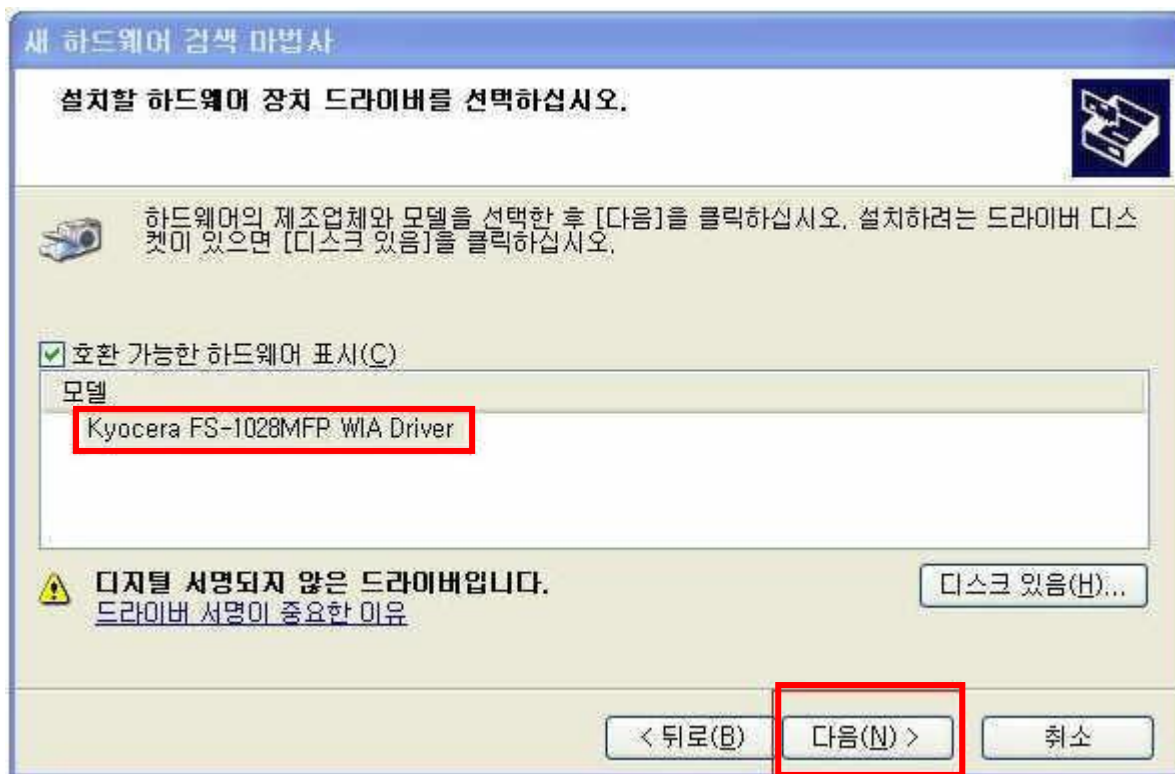 새 하드웨어 검색 마법사
설치할 하드웨어 장치 드라이버를 선택하십시오.
하드웨어의 제조업체와 모델을 선택한 후 [다음]을 클릭하십시오. 설치하려는 드라이버 디스
켓이 있으면 [디스크 있음]을 클릭하십시오.
호환 가능한 하드웨어 표시(C)
모델
Kyocera FS-1028MFP WIA Driver
디지털 서명되지 않은 드라이버입니다.
드라이버 서명이 중요한 이유
디스크 있음(H)...
< 뒤로(B)
다음(N) >
취소